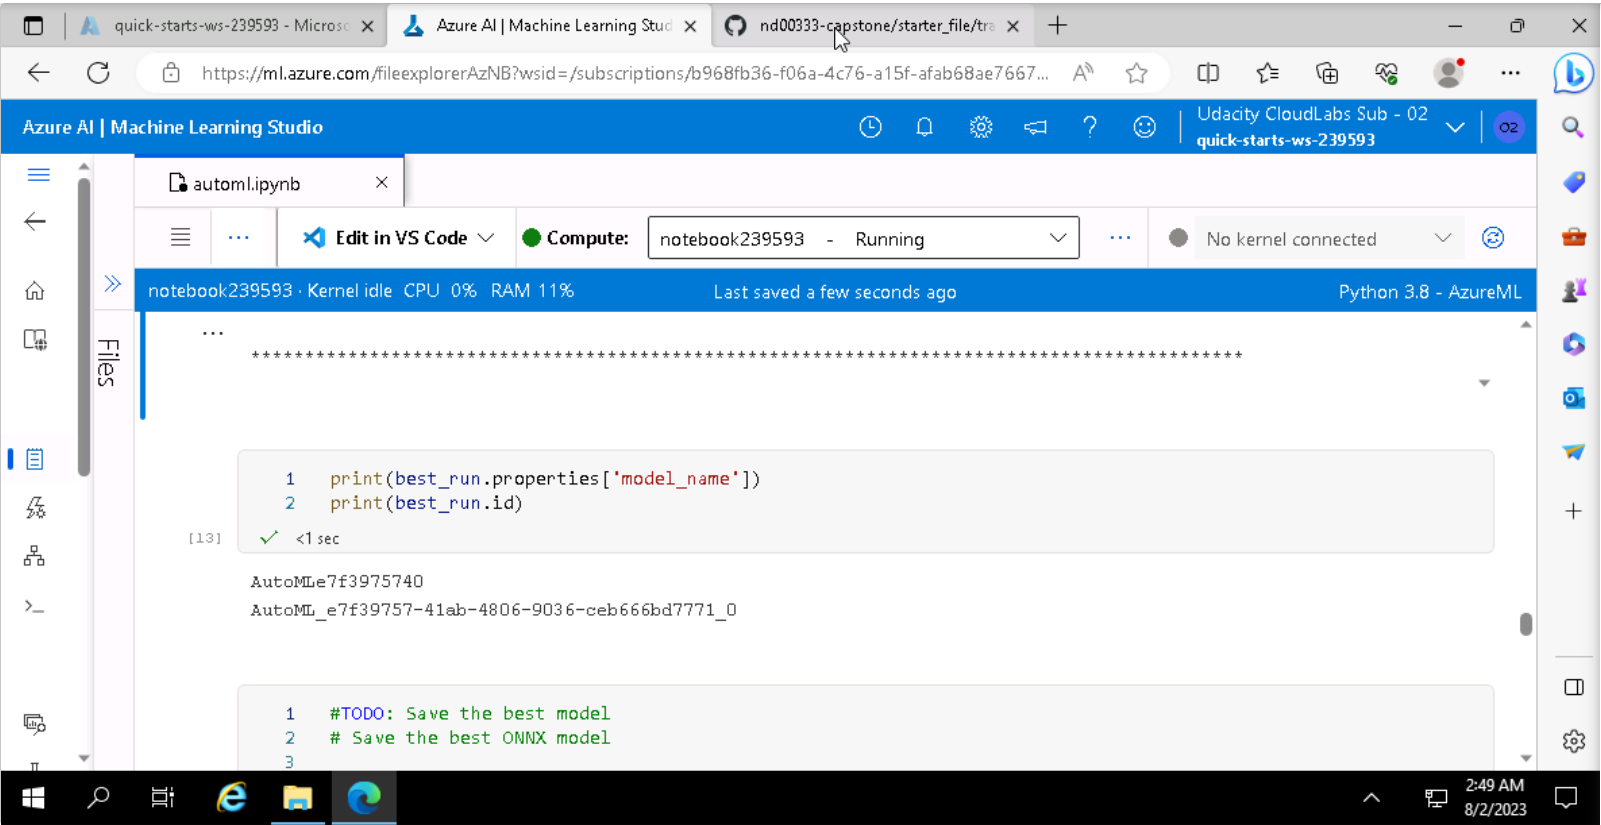 quick-starts-ws-239593 - Microsc
Azure AI | Machine Learning Stud
nd00333-capstone/starter_file/tra
https://ml.azure.com/fileexplorerAzNB?wsid=/subscriptions/b968fb36-f06a-4c76-a15f-afab68ae7667...
Azure AI | Machine Learning Studio
Udacity CloudLabs Sub - 02
quick-starts-ws-239593
O2
automl.ipynb
Edit in VS Code
Compute:
notebook239593 - Running
No kernel connected
notebook239593 · Kernel idle CPU 0% RAM 11%
Last saved a few seconds ago
Python 3.8 - AzureML
Files
...
********************************************************************************************
1 print(best_run.properties['model_name'])
2 print(best_run.id)
[13]
<1 sec
AutoMLe7f3975740
AutoML_e7f39757-41ab-4806-9036-ceb666bd7771_0
1 #TODO: Save the best model
2 # Save the best ONNX model
3
2:49 AM
8/2/2023